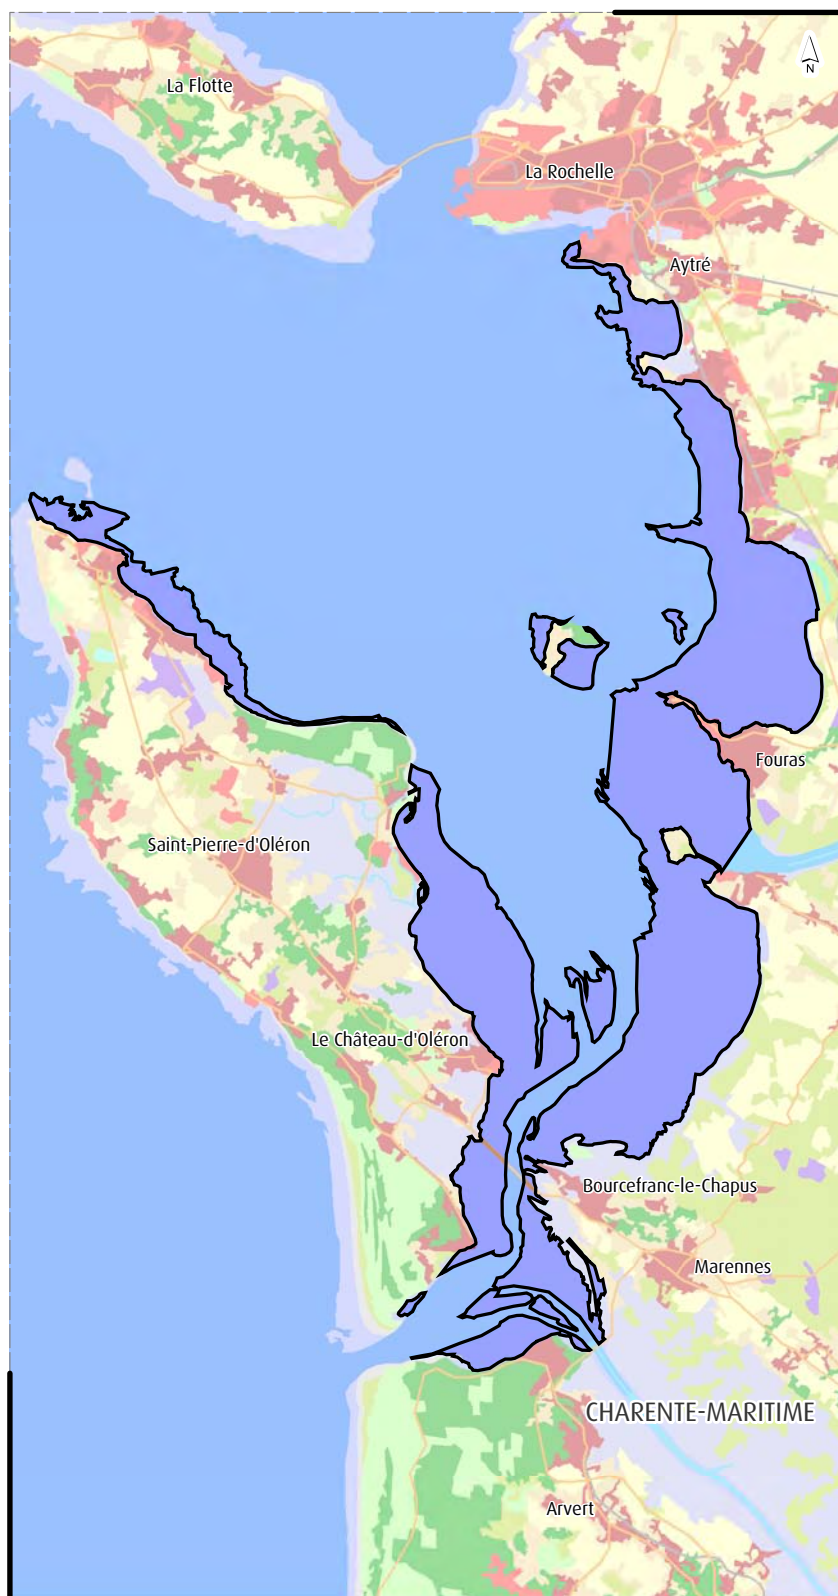 La Flotte
N
La Rochelle
Aytré
Fouras
Saint-Pierre-d'Oléron
Le Château-d'Oléron
Bourcefranc-le-Chapus
Marennes
CHARENTE-MARITIME
Arvert